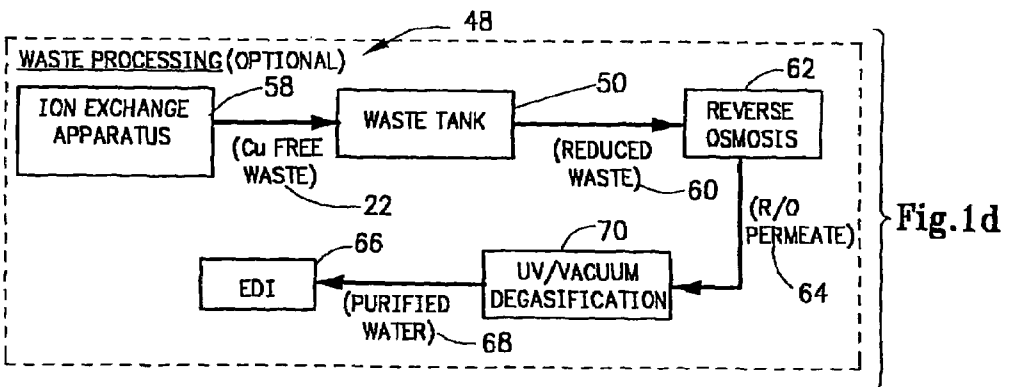 48
WASTE PROCESSING (OPTIONAL)
58
ION EXCHANGE
APPARATUS
(Cu FREE
WASTE)
22
50
WASTE TANK
(REDUCED
WASTE)
60
62
REVERSE
OSMOSIS
(R/O
PERMEATE)
64
70
UV/VACUUM
DEGASIFICATION
(PURIFIED
WATER)
68
66
EDI
Fig.1d